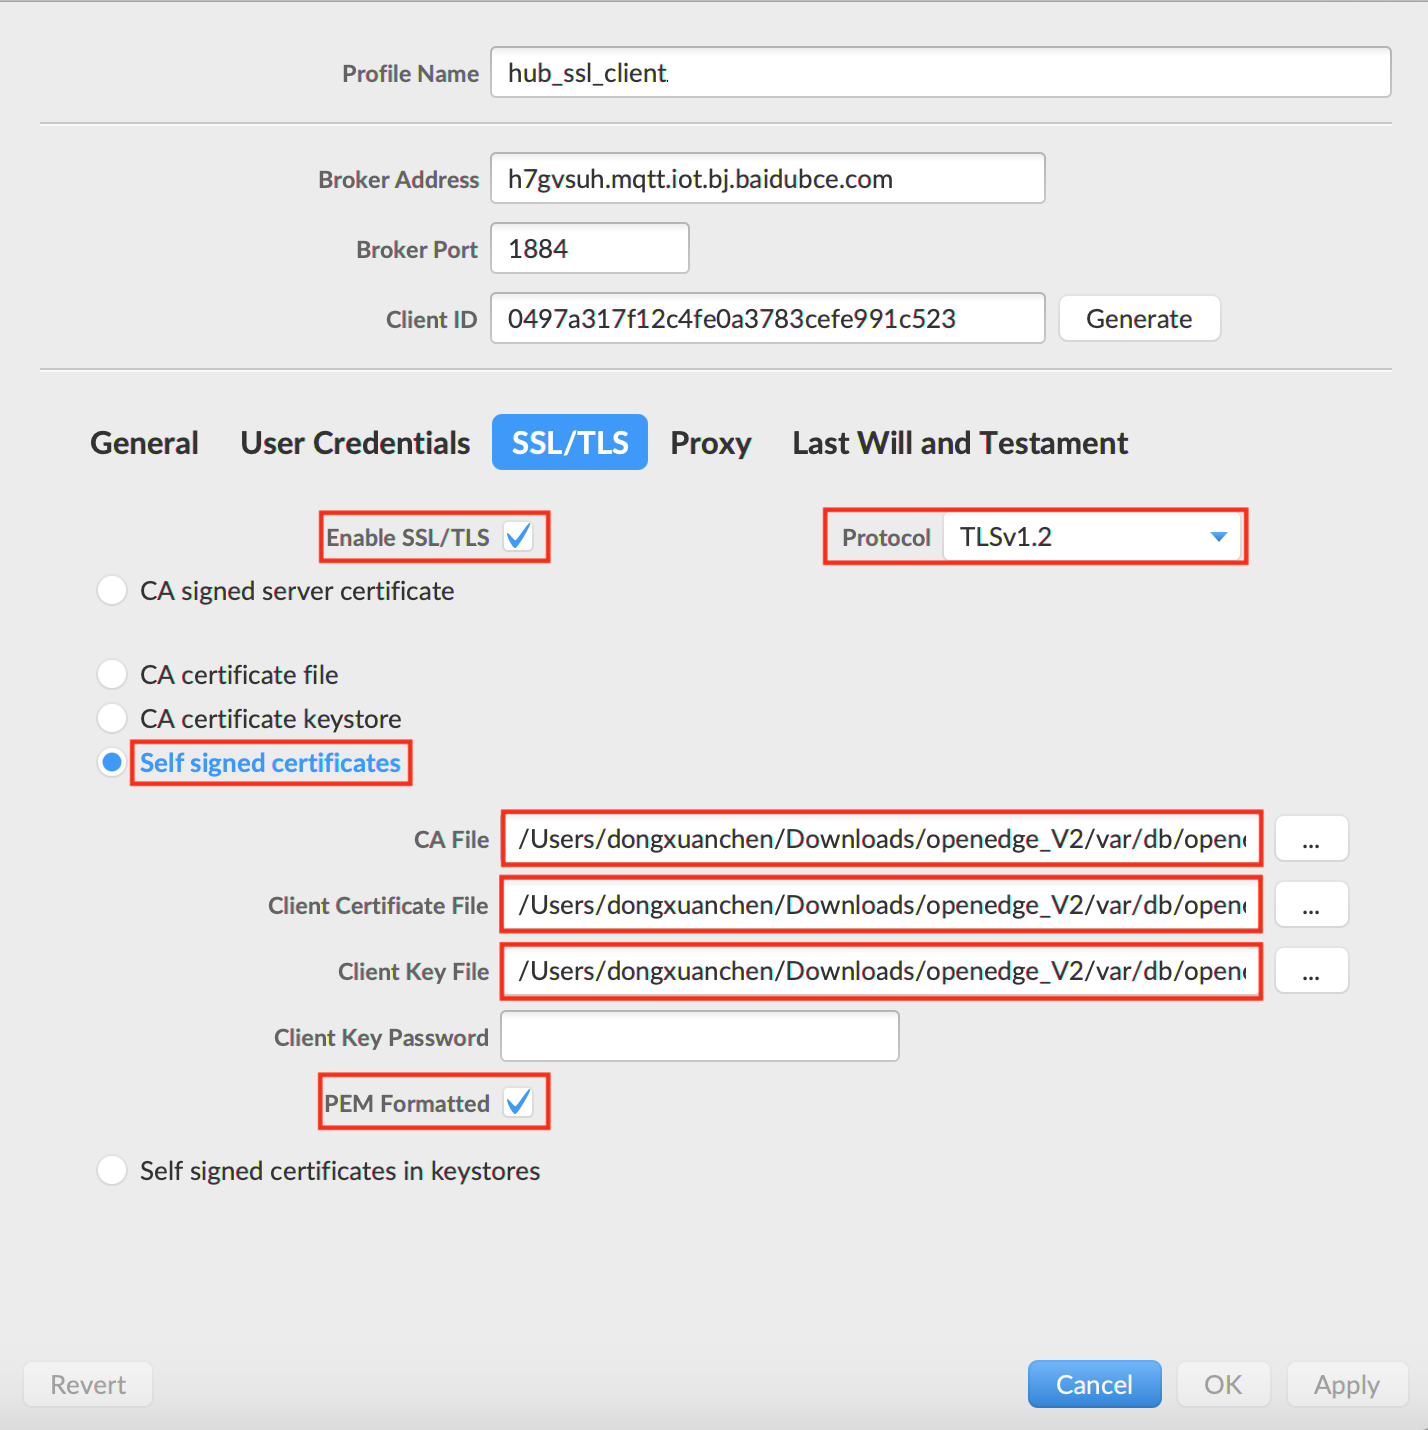 Profile Name hub_ssl_client
Broker Address h7gvsuh.mqtt.iot.bj.baidubce.com
Broker Port 1884
Client ID 0497a317f12c4fe0a3783cefe991c523 Generate
General User Credentials SSL/TLS Proxy Last Will and Testament
Enable SSL/TLS Protocol TLSv1.2
CA signed server certificate
CA certificate file
CA certificate keystore
Self signed certificates
CA File /Users/dongxuanchen/Downloads/openedge_V2/var/db/opene ...
Client Certificate File /Users/dongxuanchen/Downloads/openedge_V2/var/db/opene ...
Client Key File /Users/dongxuanchen/Downloads/openedge_V2/var/db/opene ...
Client Key Password
PEM Formatted
Self signed certificates in keystores
Revert Cancel OK Apply